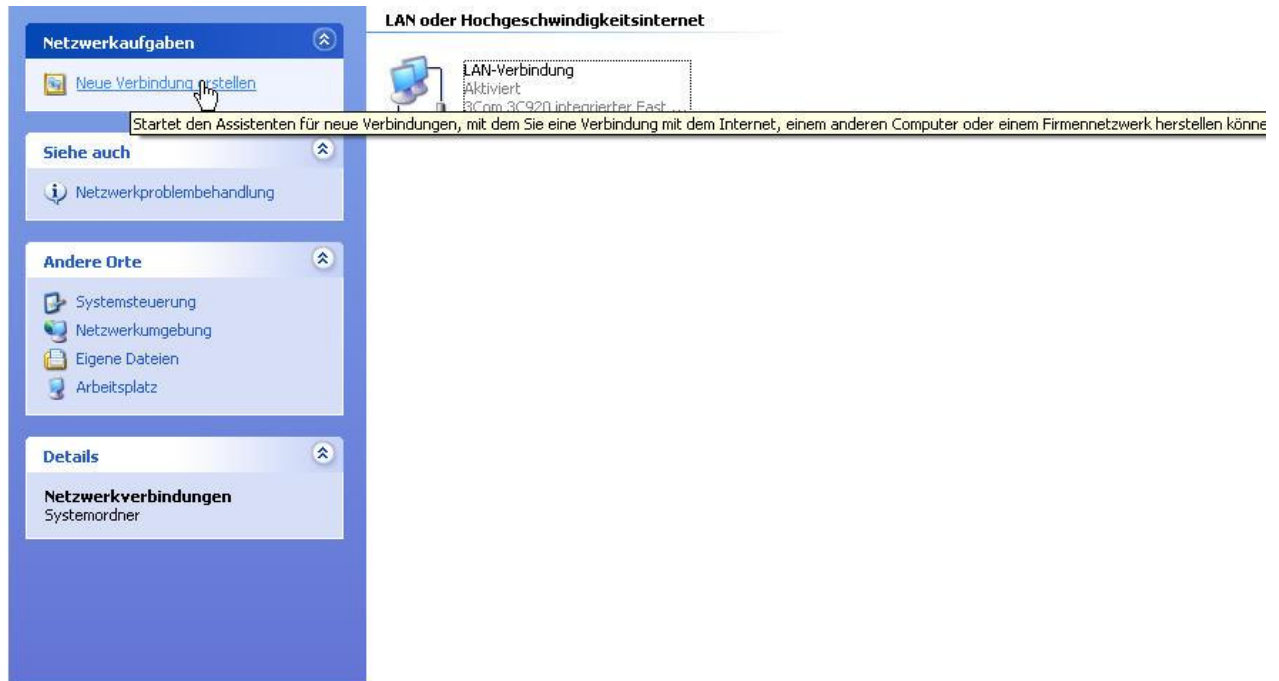 Netzwerkaufgaben
Neue Verbindung erstellen
Siehe auch
Netzwerkproblembehandlung
Andere Orte
Systemsteuerung
Netzwerkumgebung
Eigene Dateien
Arbeitsplatz
Details
Netzwerkverbindungen
Systemordner
LAN oder Hochgeschwindigkeitsinternet
LAN-Verbindung
Aktiviert
3Com 3C920 integrierter Fast ...
Startet den Assistenten für neue Verbindungen, mit dem Sie eine Verbindung mit dem Internet, einem anderen Computer oder einem Firmennetzwerk herstellen könne